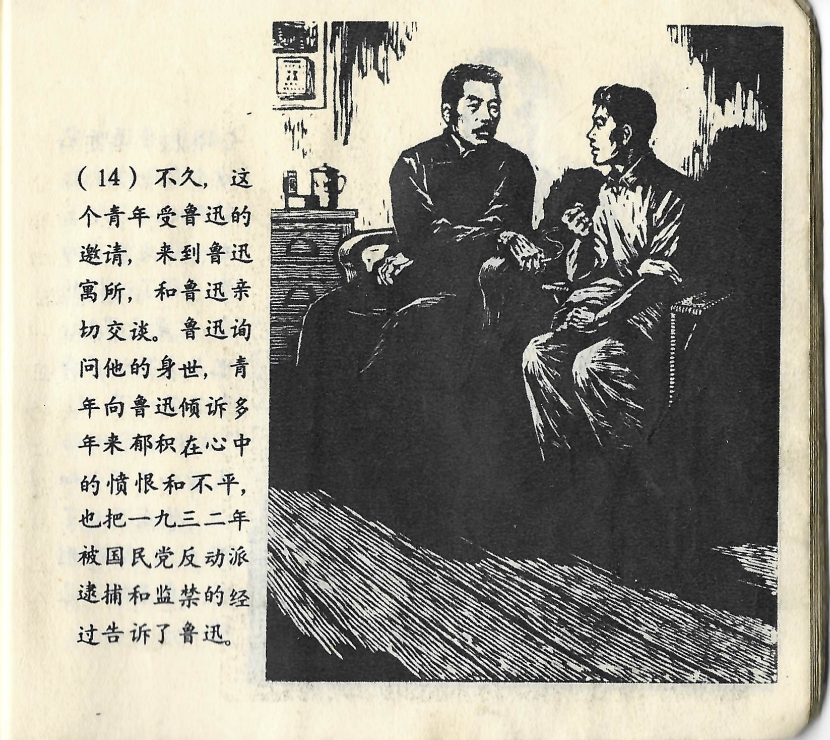 （14）不久，这
个青年受鲁迅的
邀请，来到鲁迅
寓所，和鲁迅亲
切交谈。鲁迅询
问他的身世，青
年向鲁迅倾诉多
年来郁积在心中
的愤恨和不平，
也把一九三二年
被国民党反动派
逮捕和监禁的经
过告诉了鲁迅。